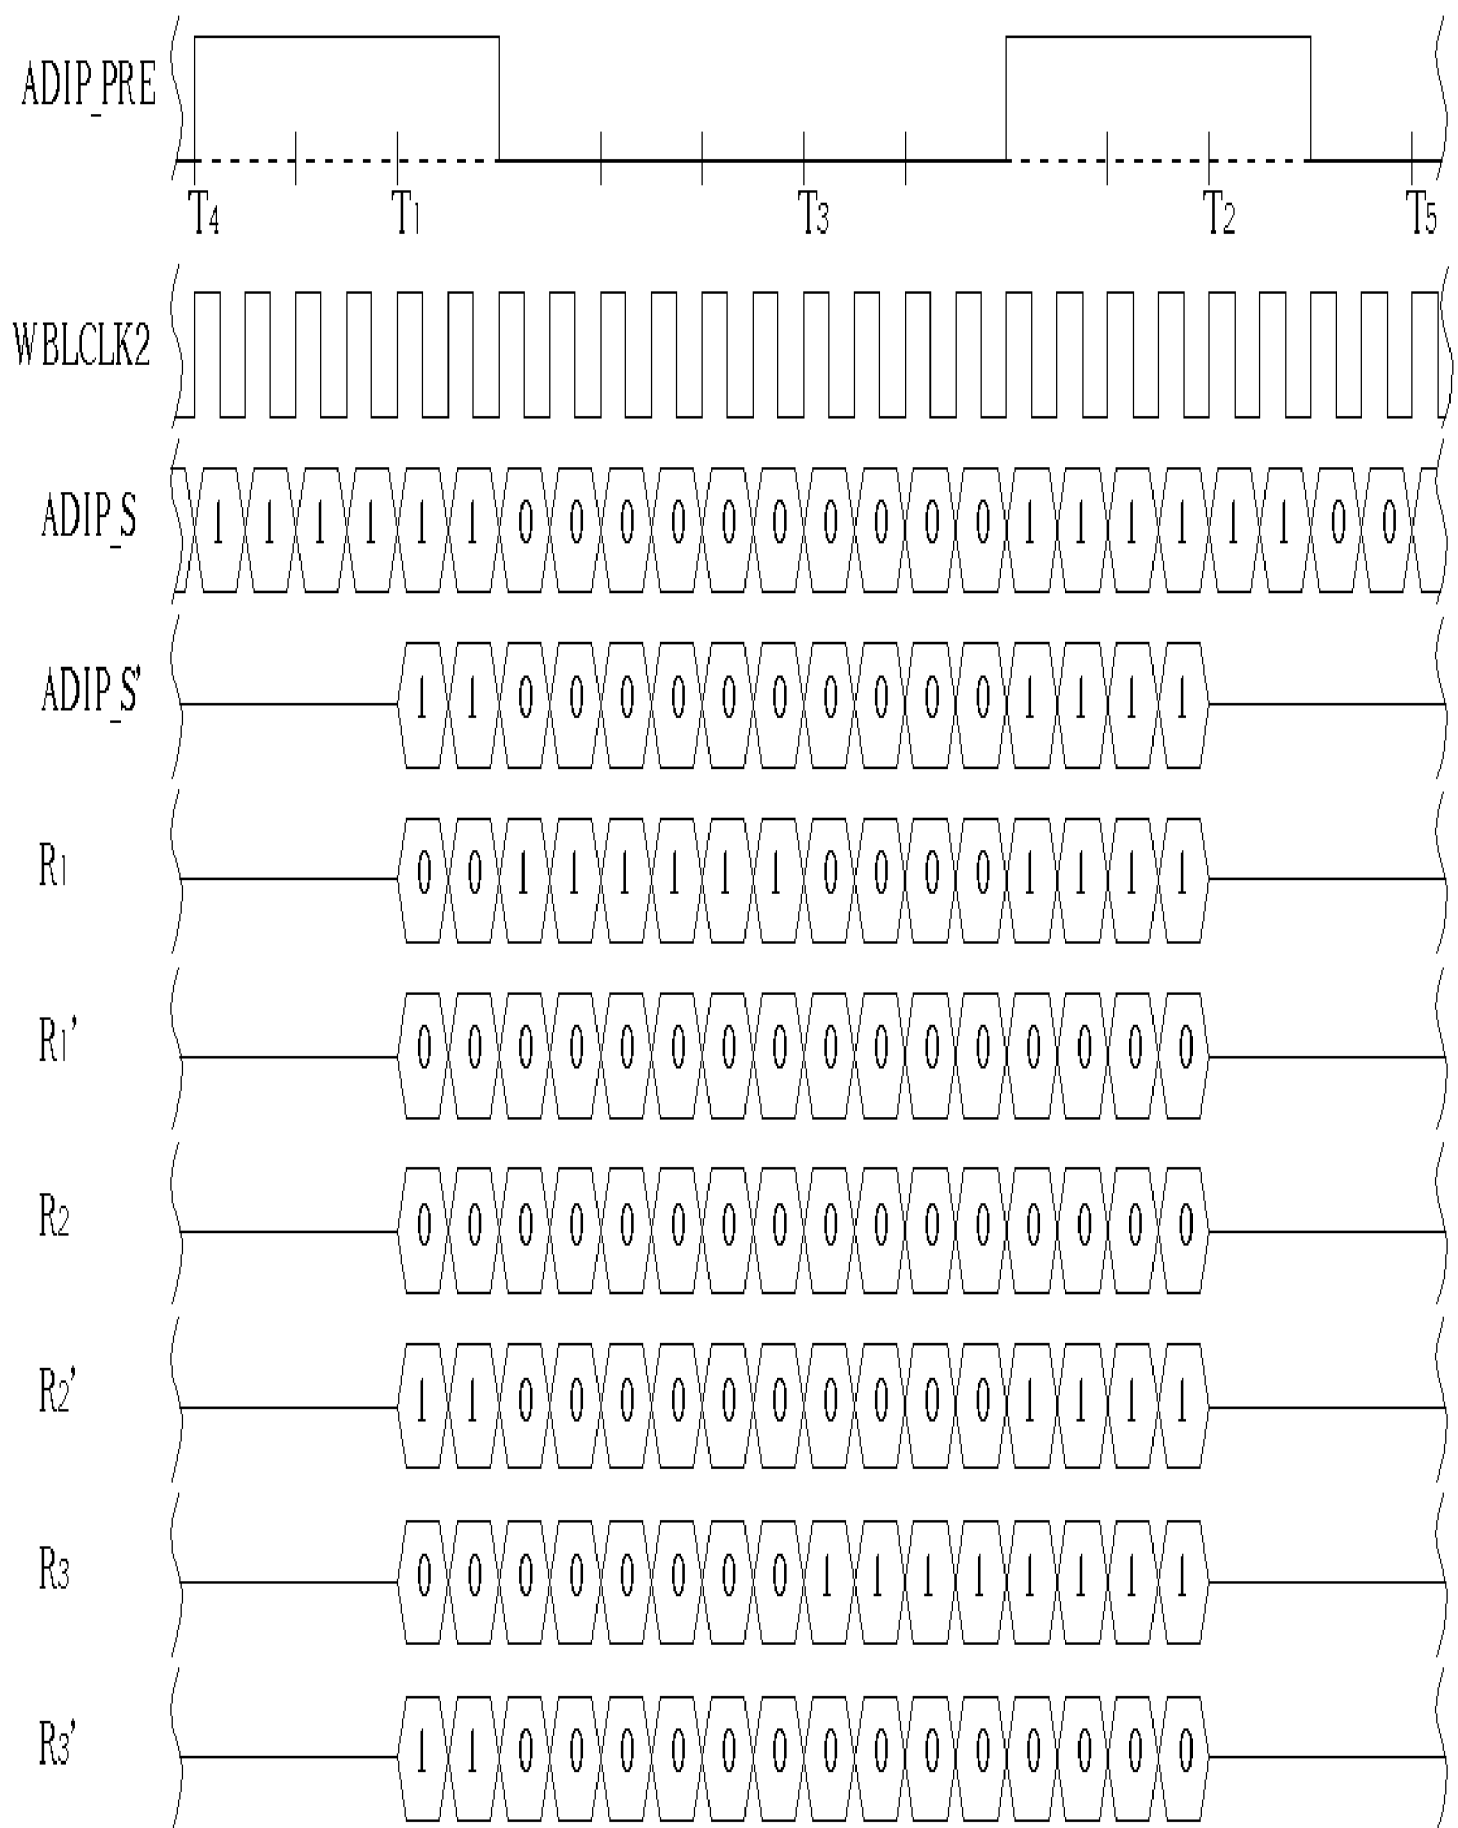 ADIP_PRE
T4 T1 T3 T2 T5
WBLCLK2
ADIP_S 1 1 1 1 1 1 0 0 0 0 0 0 0 0 0 0 1 1 1 1 1 1 0 0
ADIP_S' 1 1 0 0 0 0 0 0 0 0 0 0 1 1 1 1
R1 0 0 1 1 1 1 1 1 0 0 0 0 1 1 1 1
R1' 0 0 0 0 0 0 0 0 0 0 0 0 0 0 0 0
R2 0 0 0 0 0 0 0 0 0 0 0 0 0 0 0 0
R2' 1 1 0 0 0 0 0 0 0 0 0 0 1 1 1 1
R3 0 0 0 0 0 0 0 0 1 1 1 1 1 1 1 1
R3' 1 1 0 0 0 0 0 0 0 0 0 0 0 0 0 0